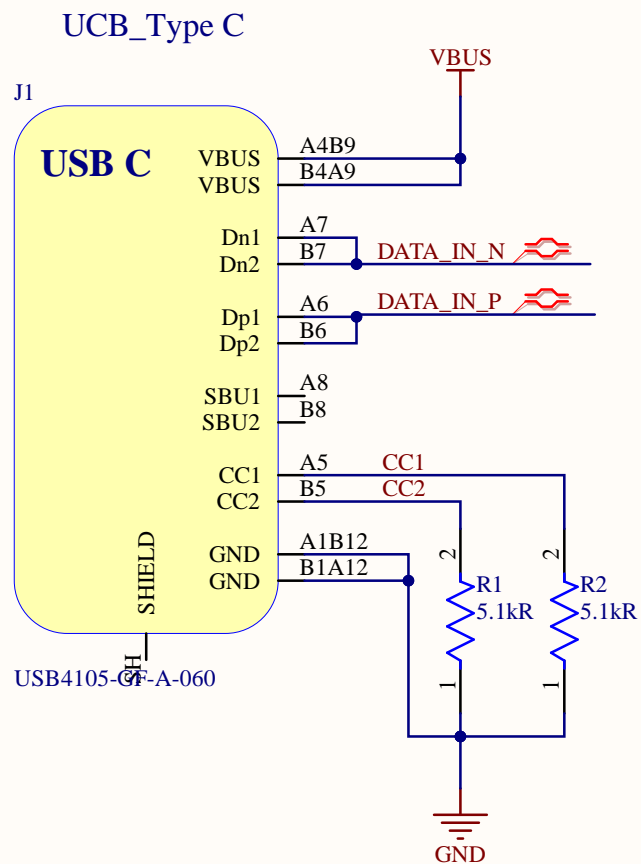 UCB_Type C
VBUS
J1
USB C
VBUS A4B9
VBUS B4A9
Dn1 A7
Dn2 B7 DATA_IN_N
Dp1 A6 DATA_IN_P
Dp2 B6
SBU1 A8
SBU2 B8
CC1 A5 CC1
CC2 B5 CC2
GND A1B12
GND B1A12
SHIELD
SH
2
R1
5.1kR
1
2
R2
5.1kR
1
USB4105-GF-A-060
GND